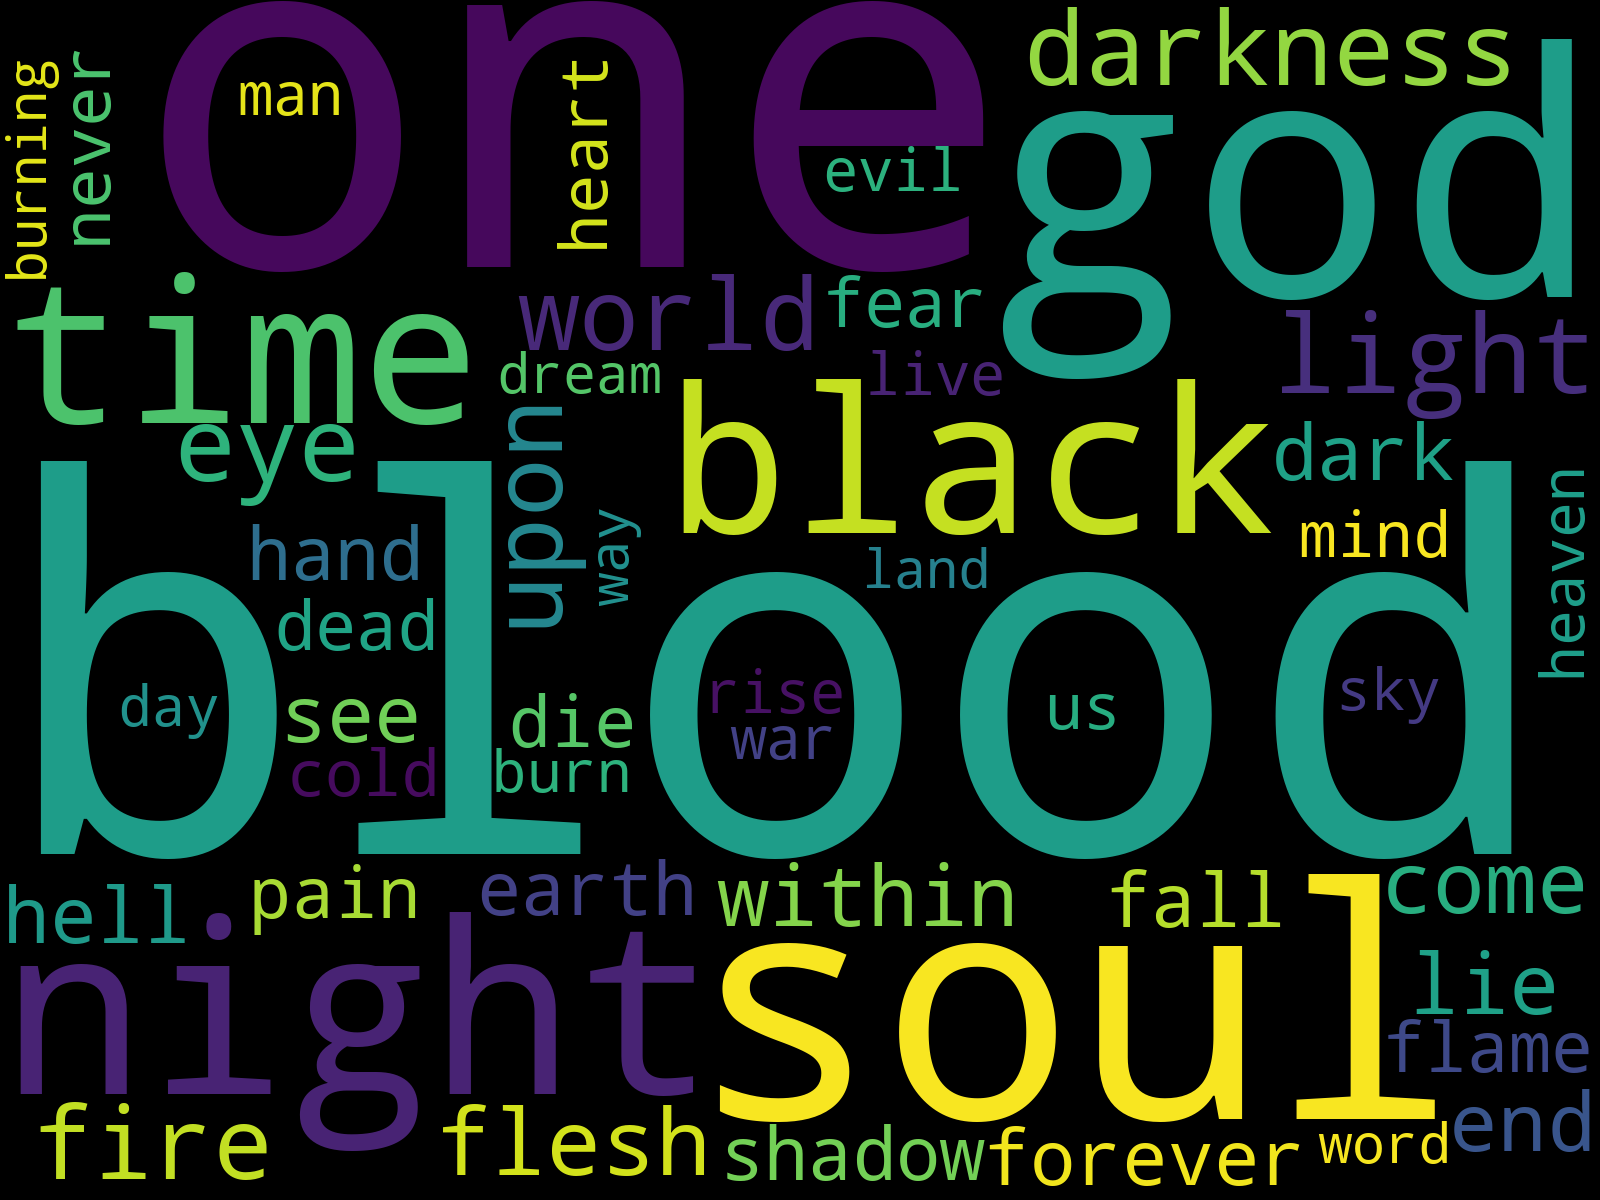 one
darkness
god
man
heart
evil
burning
never
time
world
fear
light
dream
live
black
eye
upon
dark
blood
hand
way
land
mind
heaven
dead
day
see
die
rise
war
us
sky
cold
burn
hell
pain
earth
within
fall
come
night
soul
lie
flame
fire
flesh
shadow
forever
word
end